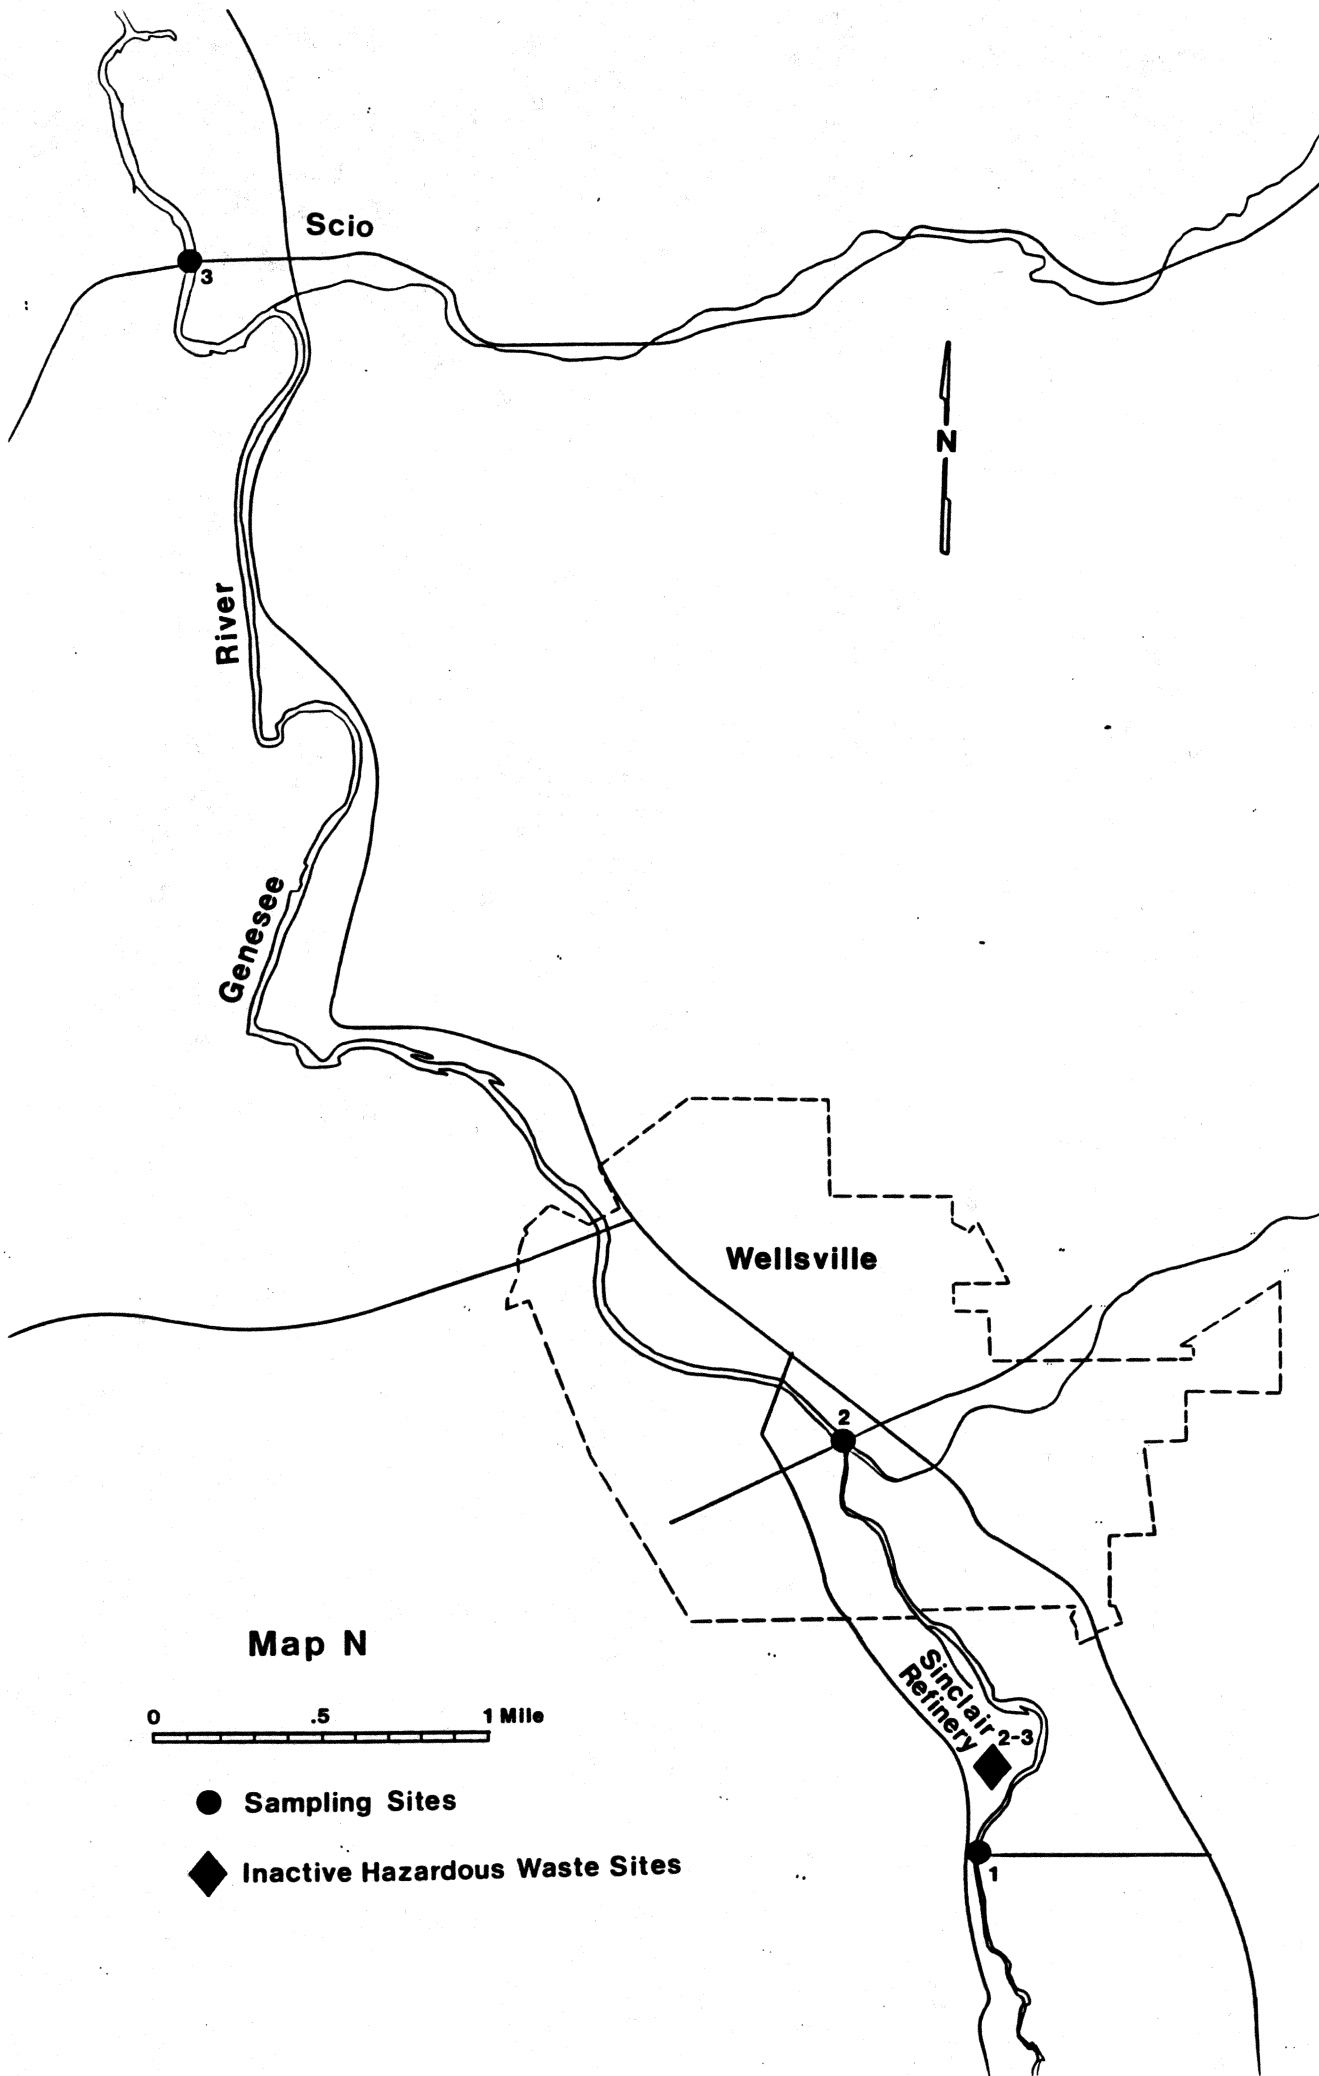 Scio
3
N
River
Genesee
Wellsville
2
Map N
Sinclair
Refinery
2-3
0 .5 1 Mile
Sampling Sites
1
Inactive Hazardous Waste Sites